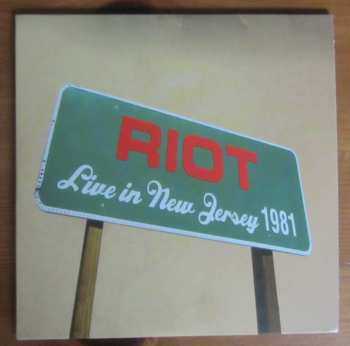 RIOT
Live in New Jersey 1981